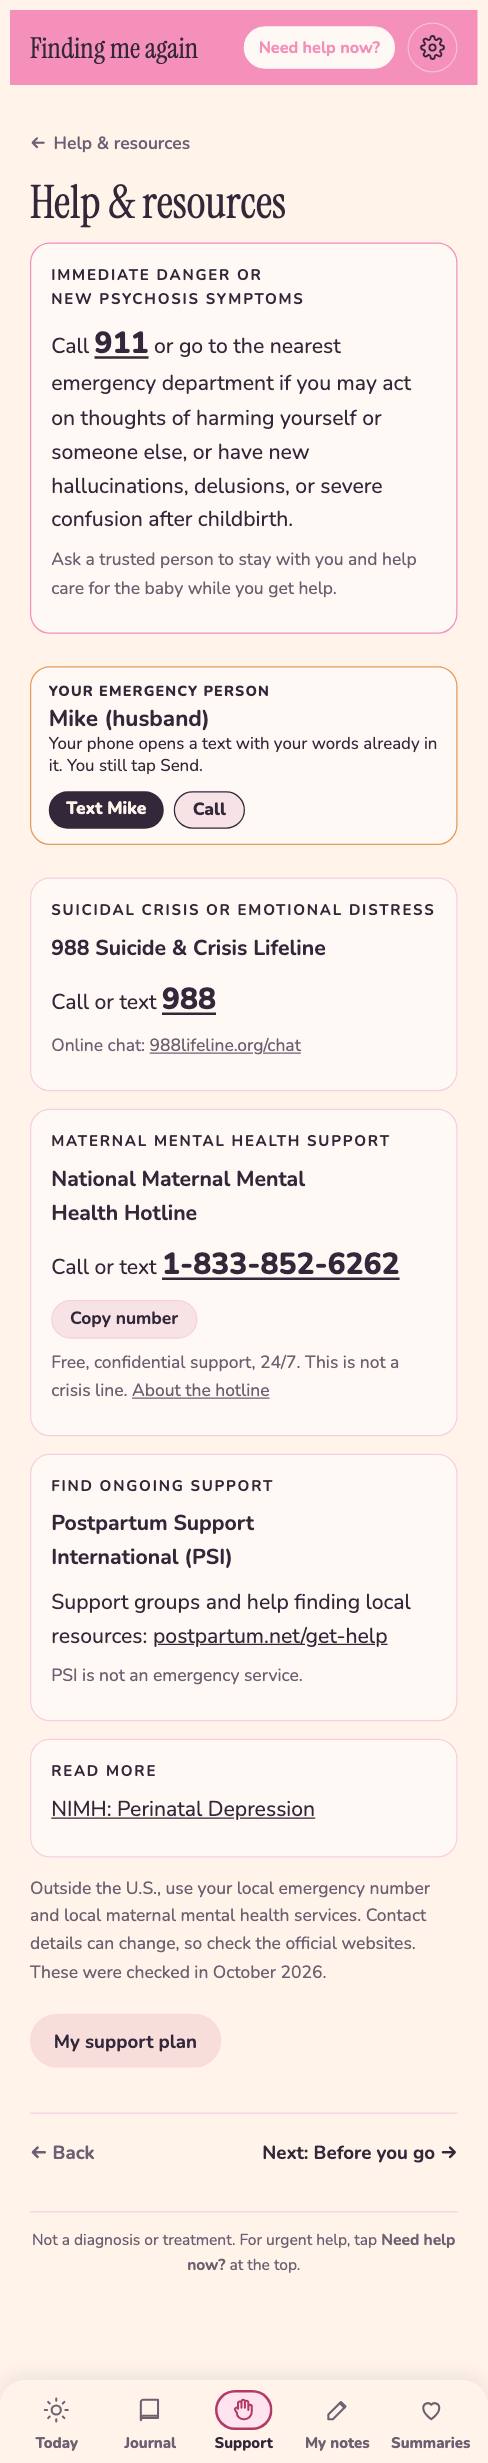 Finding me again
Need help now?
← Help & resources
Help & resources
IMMEDIATE DANGER OR
NEW PSYCHOSIS SYMPTOMS
Call 911 or go to the nearest
emergency department if you may act
on thoughts of harming yourself or
someone else, or have new
hallucinations, delusions, or severe
confusion after childbirth.
Ask a trusted person to stay with you and help
care for the baby while you get help.
YOUR EMERGENCY PERSON
Mike (husband)
Your phone opens a text with your words already in
it. You still tap Send.
Text Mike
Call
SUICIDAL CRISIS OR EMOTIONAL DISTRESS
988 Suicide & Crisis Lifeline
Call or text 988
Online chat: 988lifeline.org/chat
MATERNAL MENTAL HEALTH SUPPORT
National Maternal Mental
Health Hotline
Call or text 1-833-852-6262
Copy number
Free, confidential support, 24/7. This is not a
crisis line. About the hotline
FIND ONGOING SUPPORT
Postpartum Support
International (PSI)
Support groups and help finding local
resources: postpartum.net/get-help
PSI is not an emergency service.
READ MORE
NIMH: Perinatal Depression
Outside the U.S., use your local emergency number
and local maternal mental health services. Contact
details can change, so check the official websites.
These were checked in October 2026.
My support plan
← Back
Next: Before you go →
Not a diagnosis or treatment. For urgent help, tap Need help
now? at the top.
Today
Journal
Support
My notes
Summaries